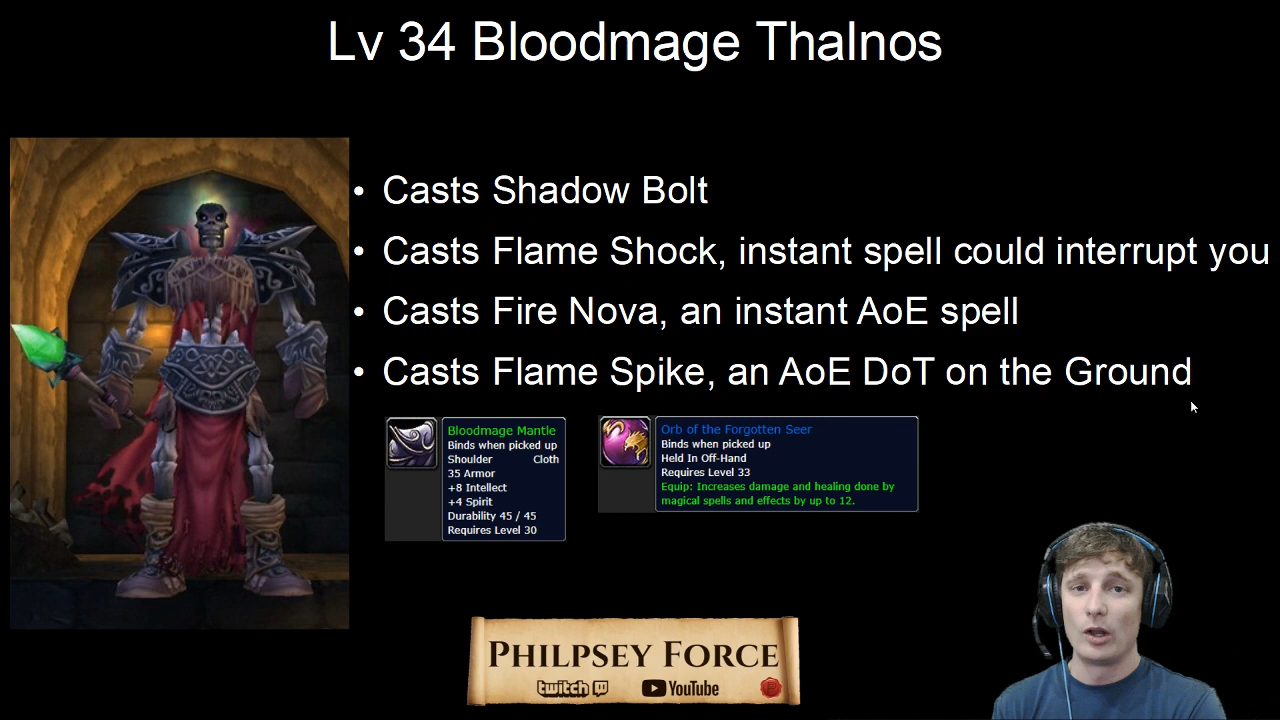 Lv 34 Bloodmage Thalnos
• Casts Shadow Bolt
• Casts Flame Shock, instant spell could interrupt you
• Casts Fire Nova, an instant AoE spell
• Casts Flame Spike, an AoE DoT on the Ground
Bloodmage Mantle
Binds when picked up
Shoulder Cloth
35 Armor
+8 Intellect
+4 Spirit
Durability 45 / 45
Requires Level 30
Orb of the Forgotten Seer
Binds when picked up
Held In Off-Hand
Requires Level 33
Equip: Increases damage and healing done by
magical spells and effects by up to 12.
PHILPSEY FORCE
twitch YouTube